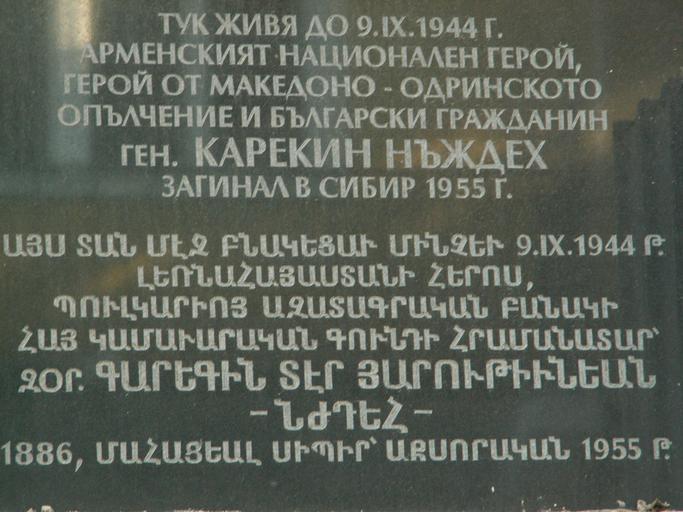 ТУК ЖИВЯ ДО 9.IX.1944 Г.
АРМЕНСКИЯТ НАЦИОНАЛЕН ГЕРОЙ,
ГЕРОЙ ОТ МАКЕДОНО - ОДРИНСКОТО
ОПЪЛЧЕНИЕ И БЪЛГАРСКИ ГРАЖДАНИН
ГЕН. КАРЕКИН НЪЖДЕХ
ЗАГИНАЛ В СИБИР 1955 Г.
ԱՅՍ ՏԱՆ ՄԷՋ ԲՆԱԿԵՑԱՒ ՄԻՆՉԵՒ 9.IX.1944 Թ.
ԼԵՌՆԱՀԱՅԱՍՏԱՆԻ ՀԵՐՈՍ,
ՊՈՒԼԿԱՐԻՈՅ ԱԶԱՏԱԳՐԱԿԱՆ ԲԱՆԱԿԻ
ՀԱՅ ԿԱՄԱՒԱՐԱԿԱՆ ԳՈՒՆԴԻ ՀՐԱՄԱՆԱՏԱՐ՝
ԶՕՐ. ԳԱՐԵԳԻՆ ՏԷՐ ՅԱՐՈՒԹԻՒՆԵԱՆ
– ՆԺԴԵՀ –
1886, ՄԱՀԱՑԵԱԼ ՍԻՊԻՐ՝ ԱՔՍՈՐԱԿԱՆ 1955 Թ.